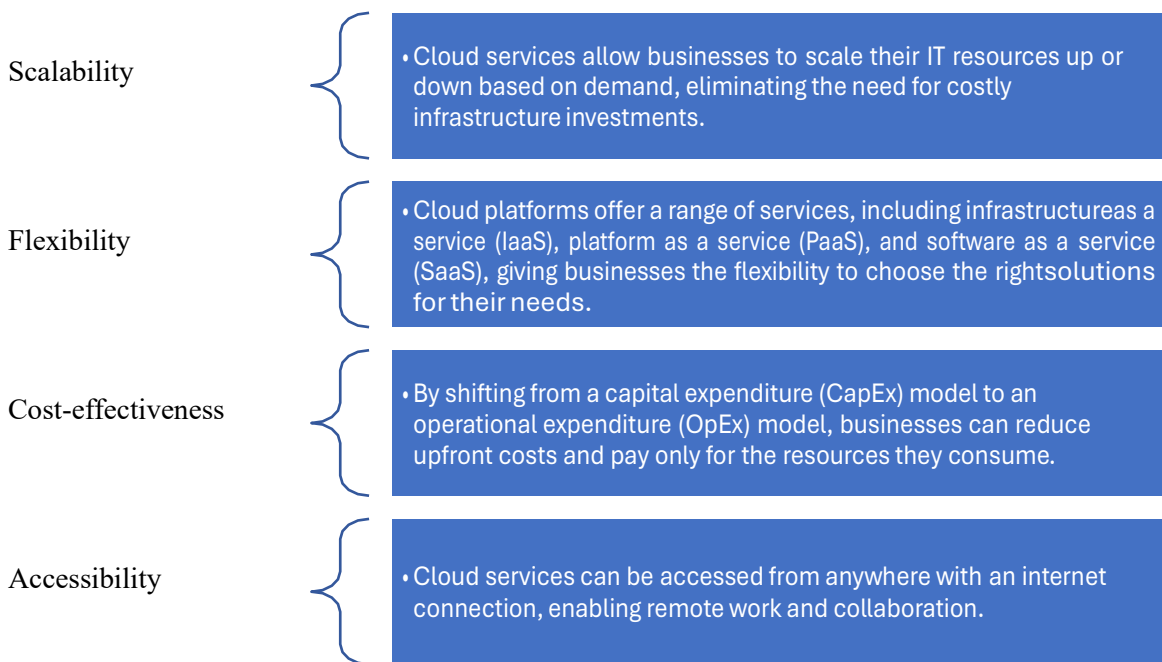 Scalability
• Cloud services allow businesses to scale their IT resources up or
down based on demand, eliminating the need for costly
infrastructure investments.
Flexibility
• Cloud platforms offer a range of services, including infrastructureas a
service (IaaS), platform as a service (PaaS), and software as a service
(SaaS), giving businesses the flexibility to choose the rightsolutions
for their needs.
Cost-effectiveness
• By shifting from a capital expenditure (CapEx) model to an
operational expenditure (OpEx) model, businesses can reduce
upfront costs and pay only for the resources they consume.
Accessibility
• Cloud services can be accessed from anywhere with an internet
connection, enabling remote work and collaboration.